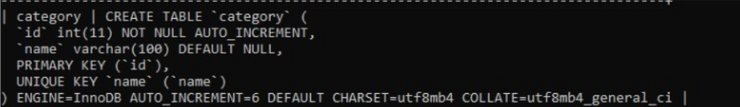 | category | CREATE TABLE `category` (
`id` int(11) NOT NULL AUTO_INCREMENT,
`name` varchar(100) DEFAULT NULL,
PRIMARY KEY (`id`),
UNIQUE KEY `name` (`name`)
) ENGINE=InnoDB AUTO_INCREMENT=6 DEFAULT CHARSET=utf8mb4 COLLATE=utf8mb4_general_ci |